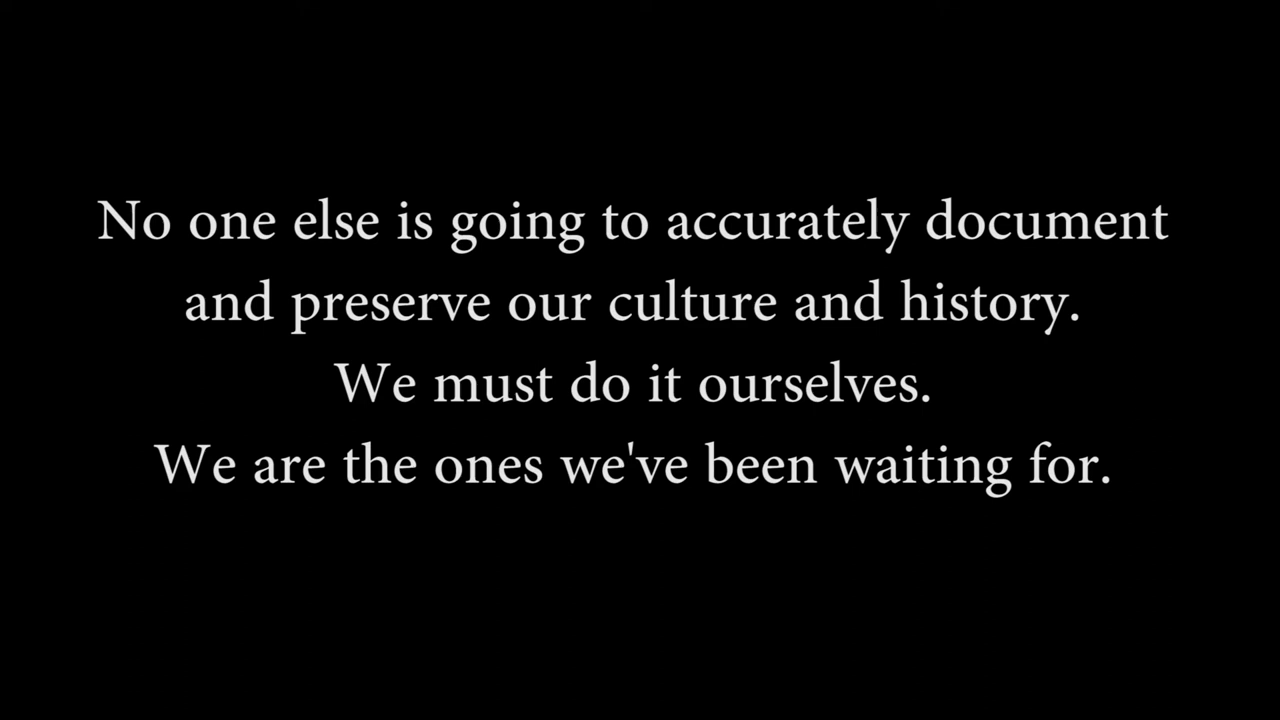 No one else is going to accurately document
and preserve our culture and history.
We must do it ourselves.
We are the ones we've been waiting for.